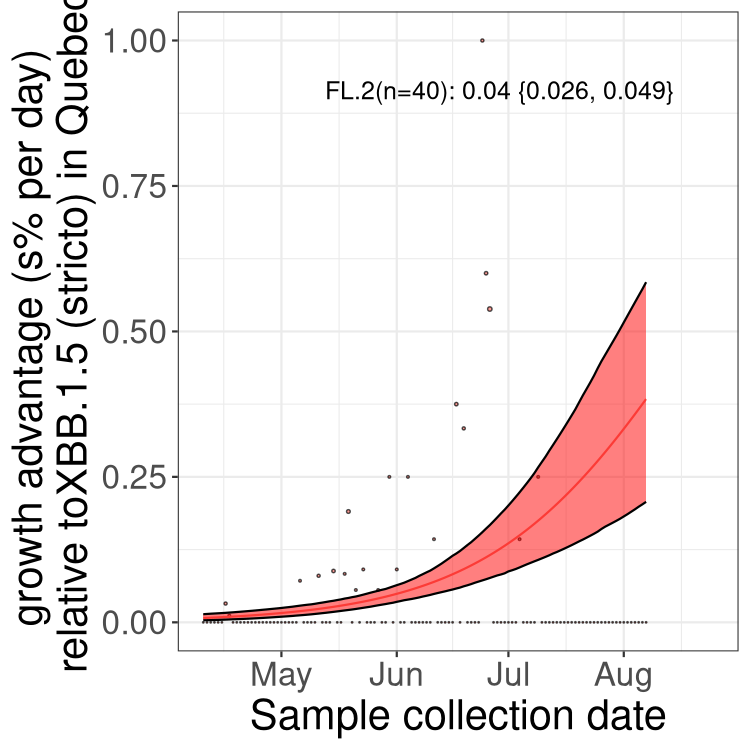 growth advantage (s% per day)
relative toXBB.1.5 (stricto) in Quebec
1.00
0.75
0.50
0.25
0.00
FL.2(n=40): 0.04 {0.026, 0.049}
May Jun Jul Aug
Sample collection date